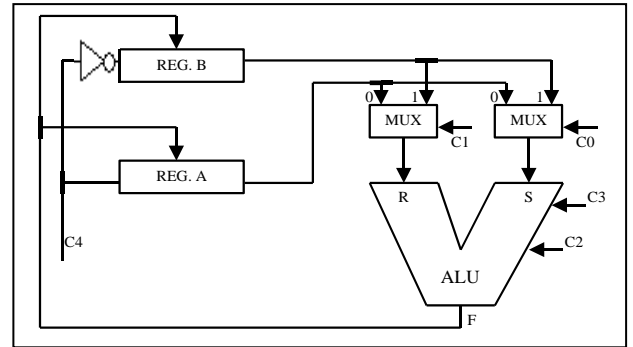 REG. B
0 1 0 1
MUX MUX
C1 C0
REG. A
R S
C3
C4 C2
ALU
F